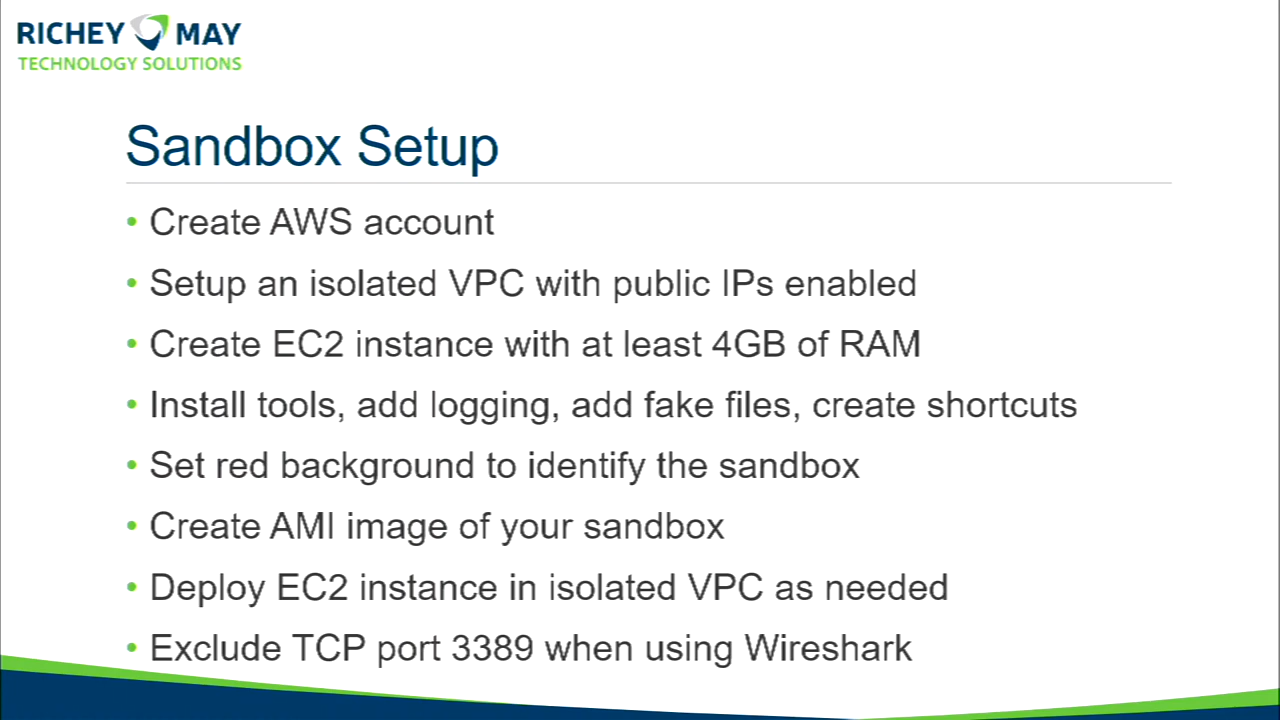 RICHEY MAY
TECHNOLOGY SOLUTIONS
Sandbox Setup
• Create AWS account
• Setup an isolated VPC with public IPs enabled
• Create EC2 instance with at least 4GB of RAM
• Install tools, add logging, add fake files, create shortcuts
• Set red background to identify the sandbox
• Create AMI image of your sandbox
• Deploy EC2 instance in isolated VPC as needed
• Exclude TCP port 3389 when using Wireshark